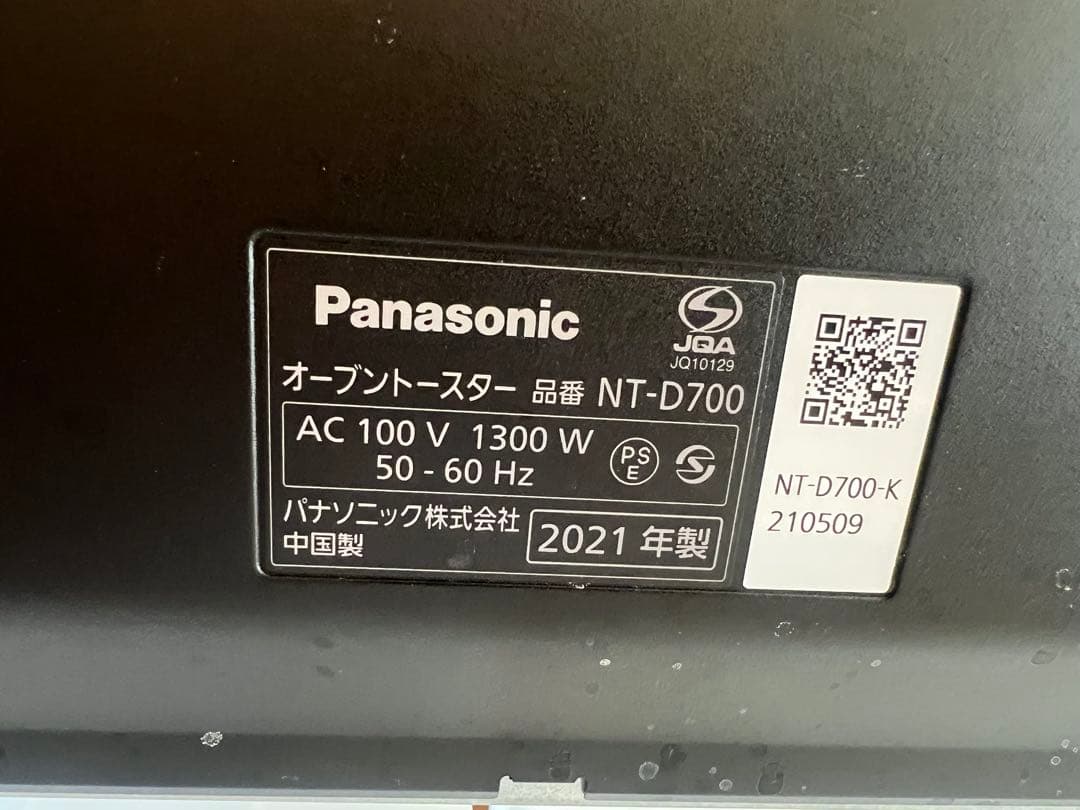 Panasonic
JQA
JQ10129
オーブントースター 品番 NT-D700
AC 100 V 1300 W
50 - 60 Hz
PS
E
パナソニック株式会社
中国製
2021 年製
NT-D700-K
210509